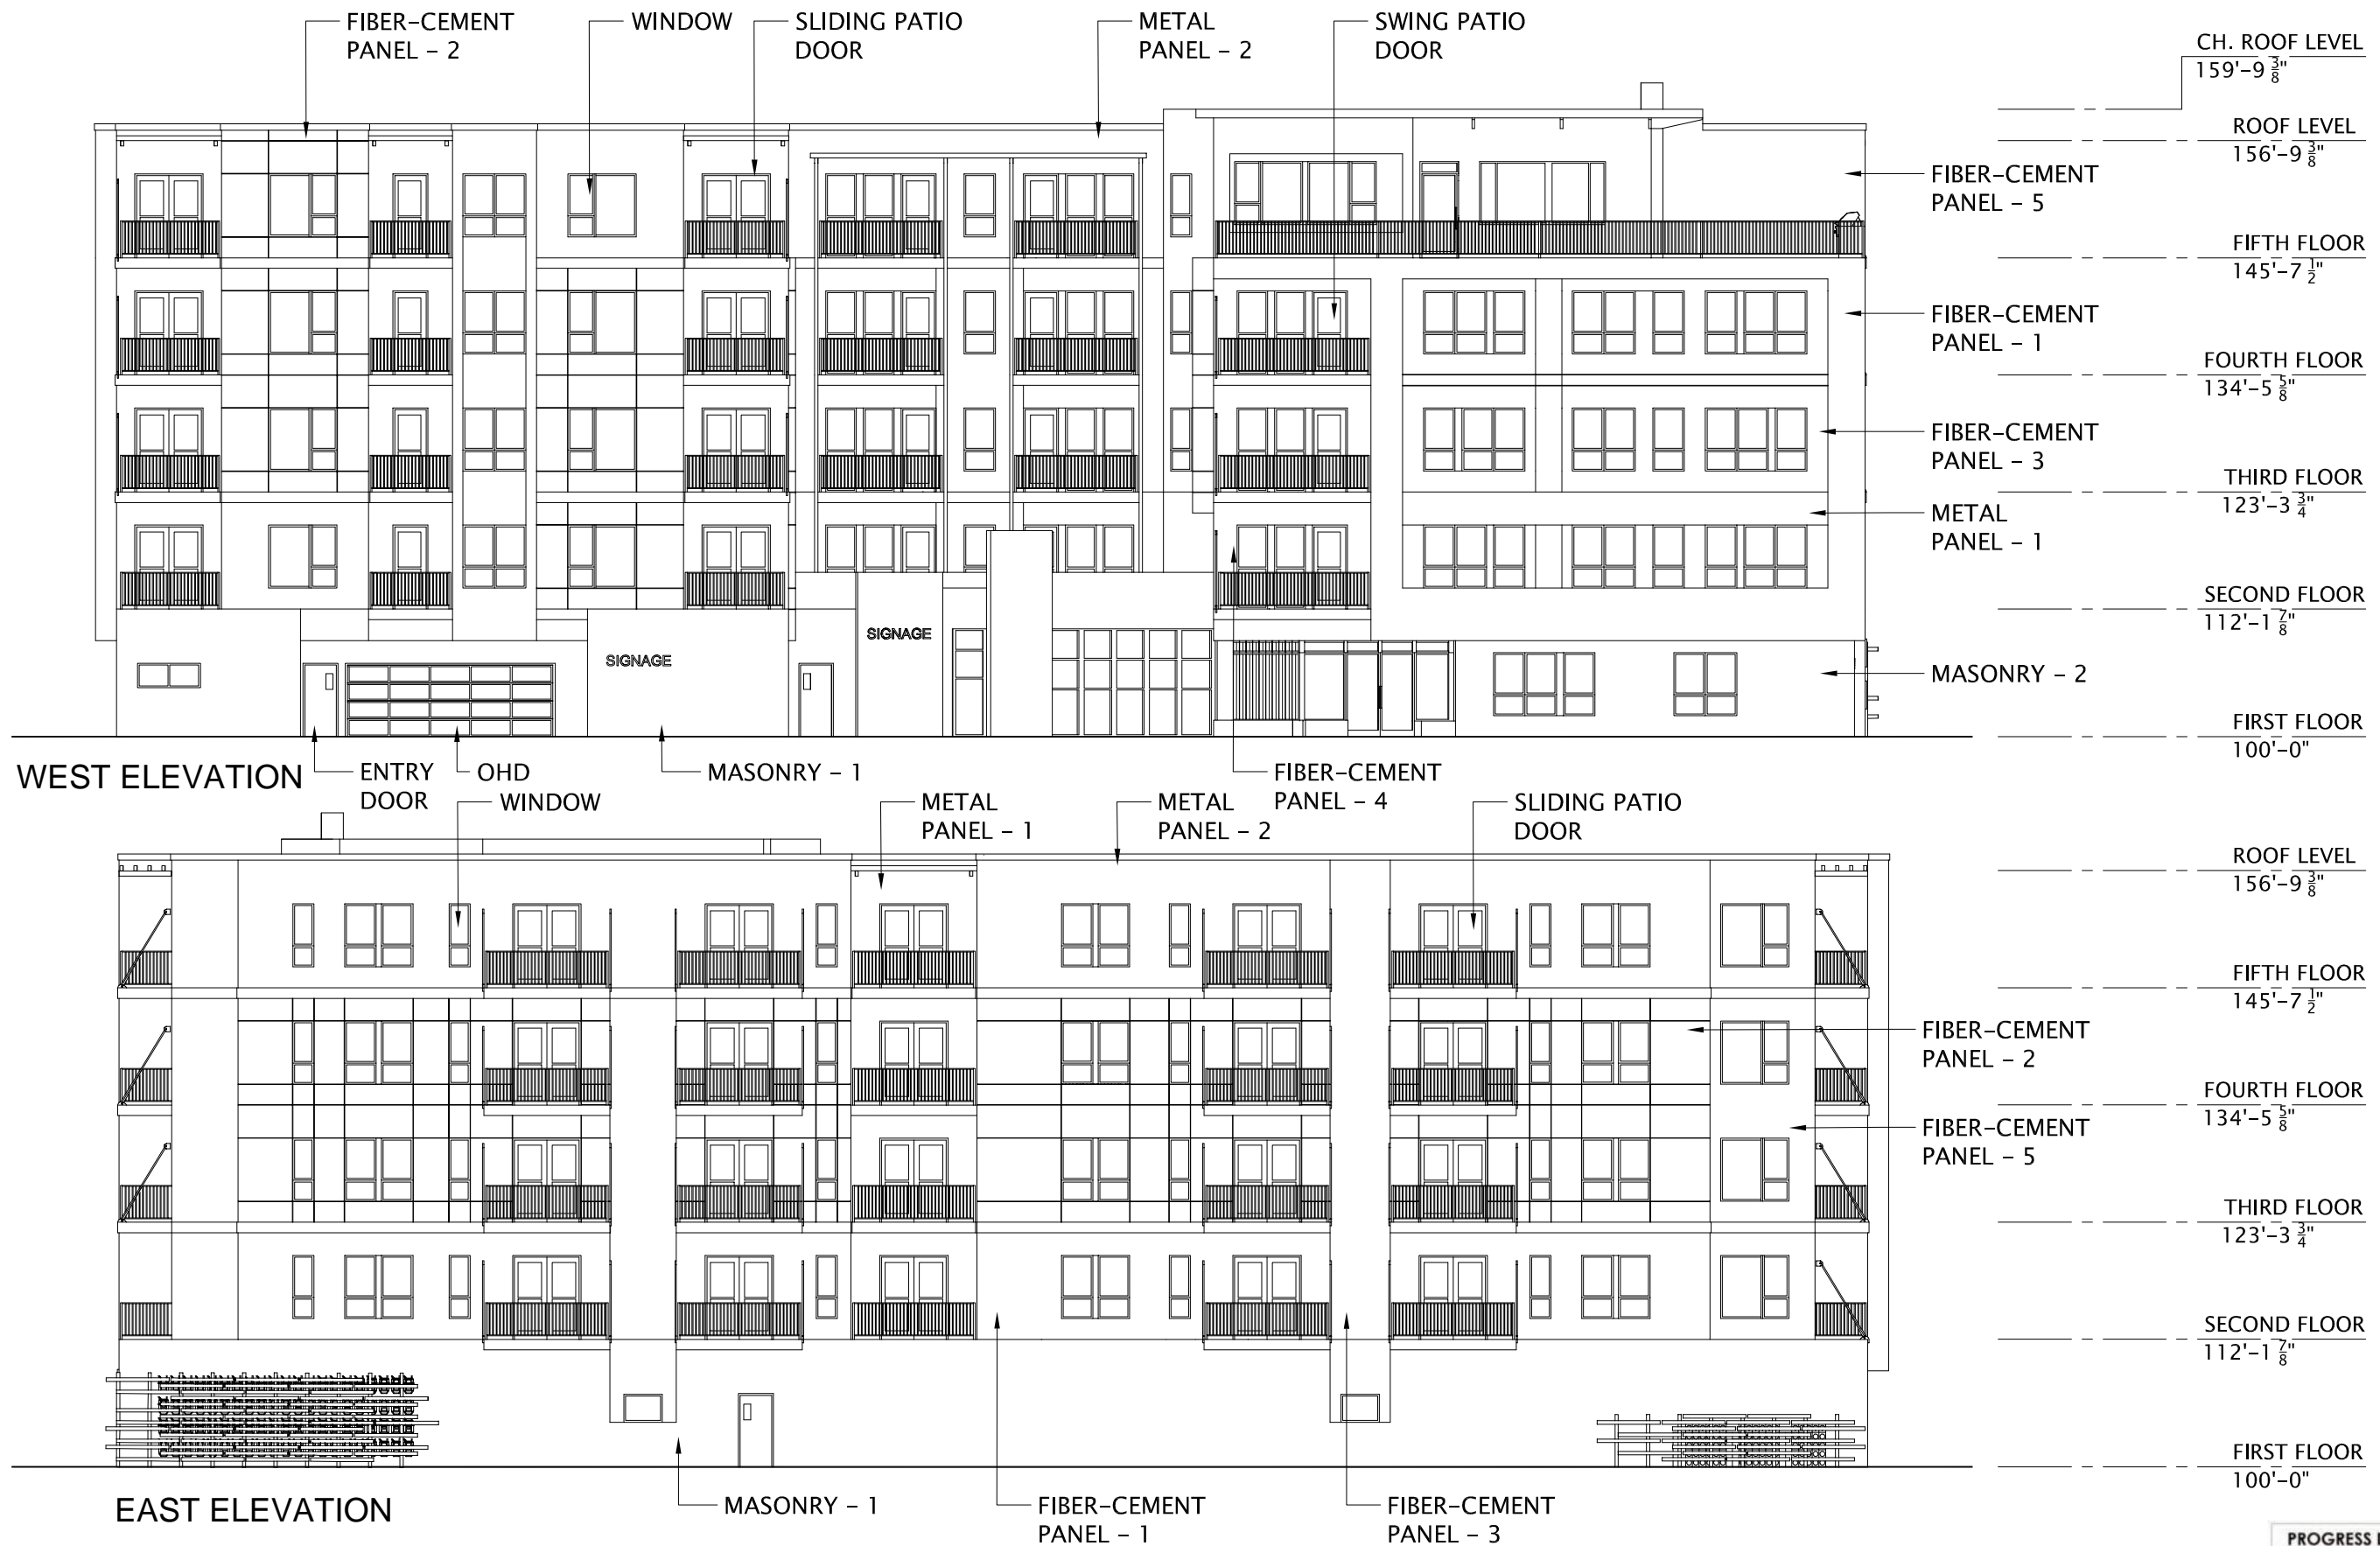 FIBER-CEMENT
PANEL - 2
WINDOW
SLIDING PATIO
DOOR
METAL
PANEL - 2
SWING PATIO
DOOR
CH. ROOF LEVEL
159'-9 3/8"
ROOF LEVEL
156'-9 3/8"
FIBER-CEMENT
PANEL - 5
FIFTH FLOOR
145'-7 1/2"
FIBER-CEMENT
PANEL - 1
FOURTH FLOOR
134'-5 5/8"
FIBER-CEMENT
PANEL - 3
THIRD FLOOR
123'-3 3/4"
METAL
PANEL - 1
SECOND FLOOR
112'-1 7/8"
SIGNAGE
SIGNAGE
MASONRY - 2
FIRST FLOOR
100'-0"
WEST ELEVATION
ENTRY
DOOR
OHD
MASONRY - 1
FIBER-CEMENT
PANEL - 4
WINDOW
METAL
PANEL - 1
METAL
PANEL - 2
SLIDING PATIO
DOOR
ROOF LEVEL
156'-9 3/8"
FIFTH FLOOR
145'-7 1/2"
FIBER-CEMENT
PANEL - 2
FOURTH FLOOR
134'-5 5/8"
FIBER-CEMENT
PANEL - 5
THIRD FLOOR
123'-3 3/4"
SECOND FLOOR
112'-1 7/8"
FIRST FLOOR
100'-0"
EAST ELEVATION
MASONRY - 1
FIBER-CEMENT
PANEL - 1
FIBER-CEMENT
PANEL - 3
PROGRESS